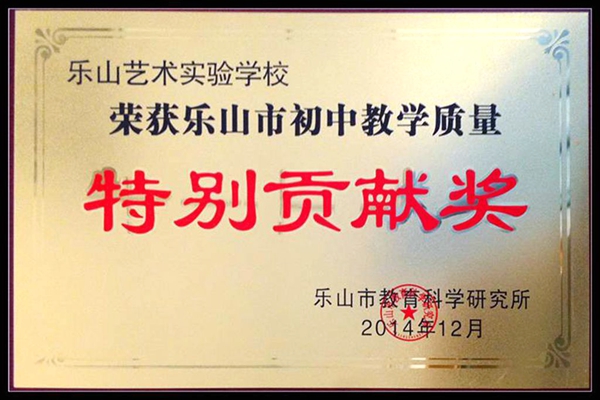 乐山艺术实验学校
荣获乐山市初中教学质量
特别贡献奖
乐山市教育科学研究所
2014年12月